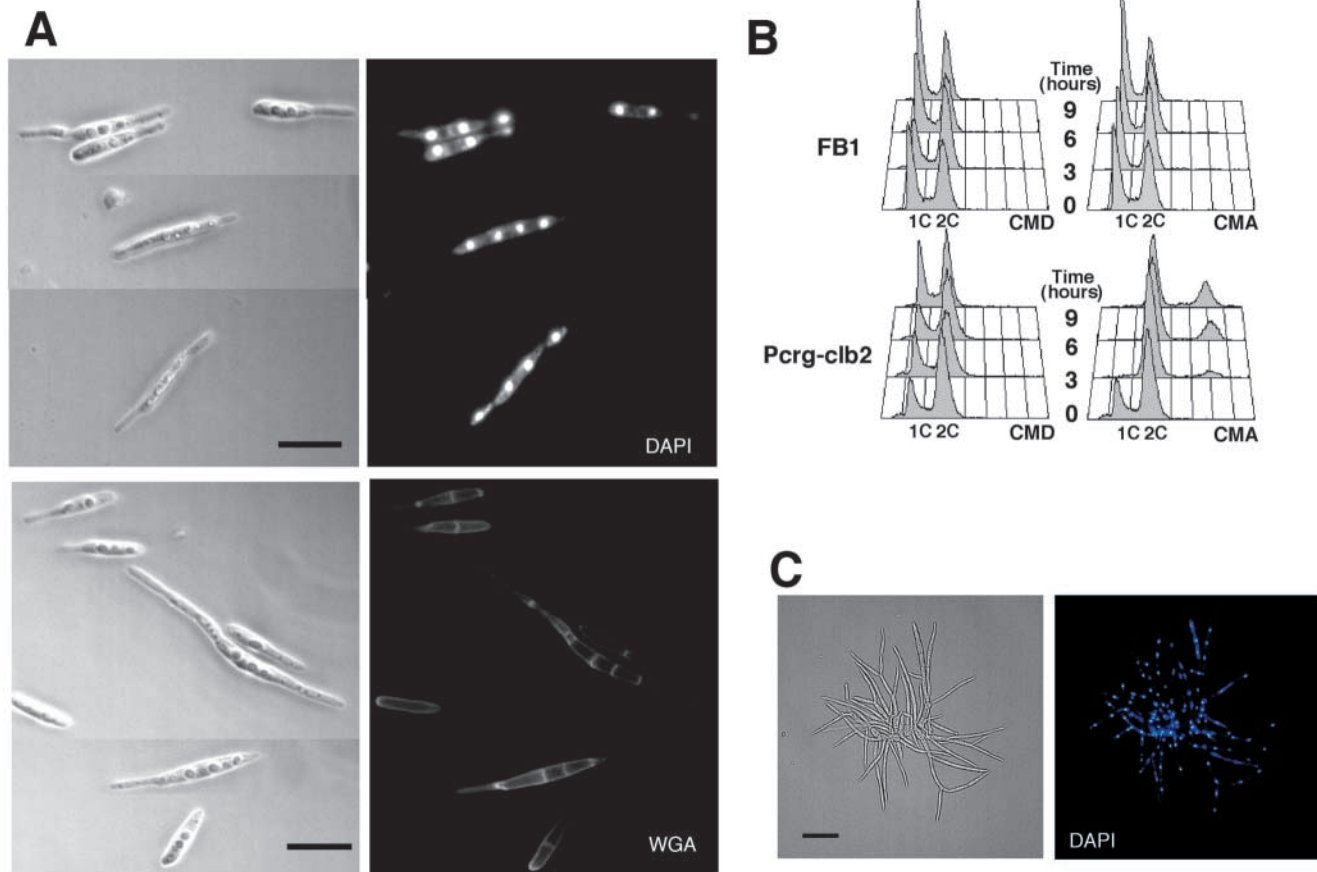 A
DAPI
WGA
B
FB1
Time
(hours)
9
6
3
0
1C 2C CMD
1C 2C CMA
Pcrg-clb2
Time
(hours)
9
6
3
0
1C 2C CMD
1C 2C CMA
C
DAPI